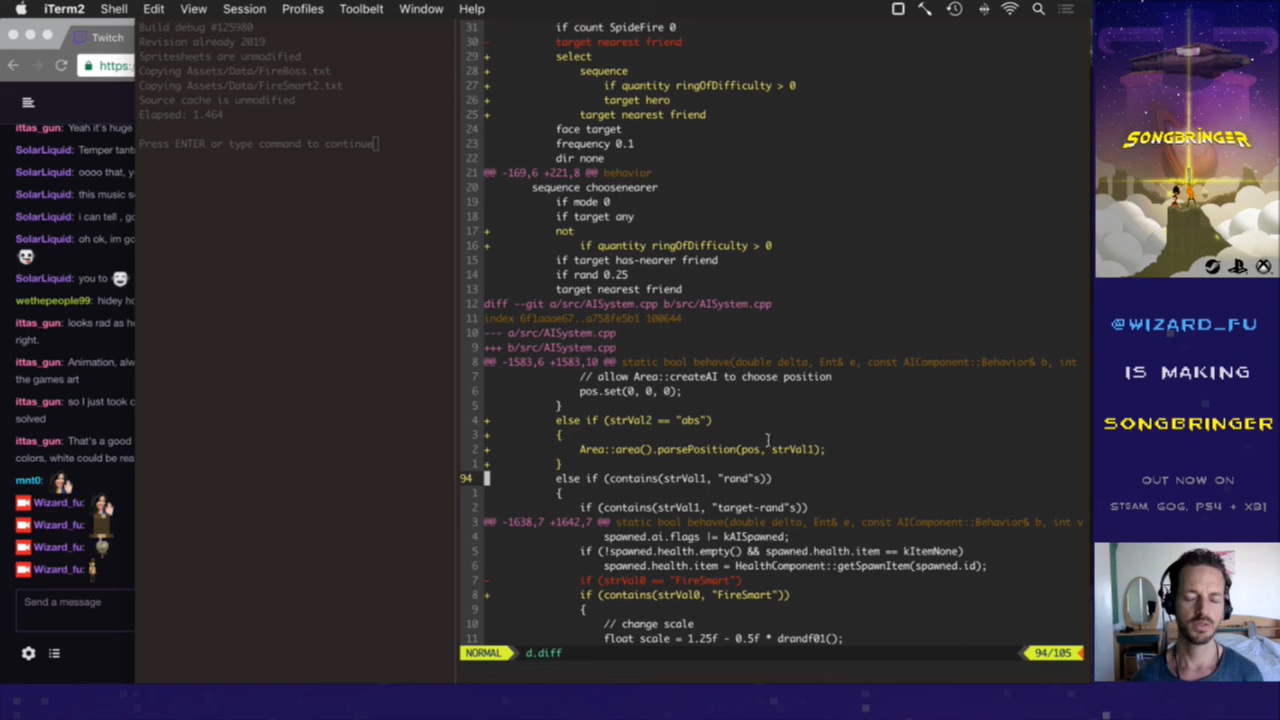 iTerm2 Shell Edit View Session Profiles Toolbelt Window Help
Twitch
https:
ittas_gun: Yeah it's huge
SolarLiquid: Temper tant
SolarLiquid: oooo that, y
SolarLiquid: this music s
SolarLiquid: i can tell , g
SolarLiquid: oh ok, im go
SolarLiquid: you to
wethepeople99: hidey h
ittas_gun: looks rad as h
right.
ittas_gun: Animation, alw
the games art
ittas_gun: so I just took c
solved
ittas_gun: That's a good
colors, white could be rea
mnt0:
Wizard_fu:
Wizard_fu:
Wizard_fu:
Wizard_fu:
Send a message
Build debug #125980
Revision already 2019
Spritesheets are unmodified
Copying Assets/Data/FireBoss.txt
Copying Assets/Data/FireSmart2.txt
Source cache is unmodified
Elapsed: 1.464
Press ENTER or type command to continue
31 if count SpideFire 0
30 - target nearest friend
29 + select
28 + sequence
27 + if quantity ringOfDifficulty > 0
26 + target hero
25 + target nearest friend
24 face target
23 frequency 0.1
22 dir none
21 @@ -169,6 +221,8 @@ behavior
20 sequence choosenearer
19 if mode 0
18 if target any
17 + not
16 + if quantity ringOfDifficulty > 0
15 if target has-nearer friend
14 if rand 0.25
13 target nearest friend
12 diff --git a/src/AISystem.cpp b/src/AISystem.cpp
11 index 6f1aaae67..a758fe5b1 100644
10 --- a/src/AISystem.cpp
9 +++ b/src/AISystem.cpp
8 @@ -1583,6 +1583,10 @@ static bool behave(double delta, Ent& e, const AIComponent::Behavior& b, int
7 // allow Area::createAI to choose position
6 pos.set(0, 0, 0);
5 }
4 + else if (strVal2 == "abs")
3 + {
2 + Area::area().parsePosition(pos, strVal1);
1 + }
94 else if (contains(strVal1, "rand"s))
1 {
2 if (contains(strVal1, "target-rand"s))
3 @@ -1638,7 +1642,7 @@ static bool behave(double delta, Ent& e, const AIComponent::Behavior& b, int v
4 spawned.ai.flags |= kAISpawned;
5 if (!spawned.health.empty() && spawned.health.item == kItemNone)
6 spawned.health.item = HealthComponent::getSpawnItem(spawned.id);
7 - if (strVal0 == "FireSmart")
8 + if (contains(strVal0, "FireSmart"))
9 {
10 // change scale
11 float scale = 1.25f - 0.5f * drandf01();
NORMAL d.diff 94/105
SONGBRINGER
@WIZARD_FU
IS MAKING
SONGBRINGER
OUT NOW ON
STEAM, GOG, PS4 + XB1